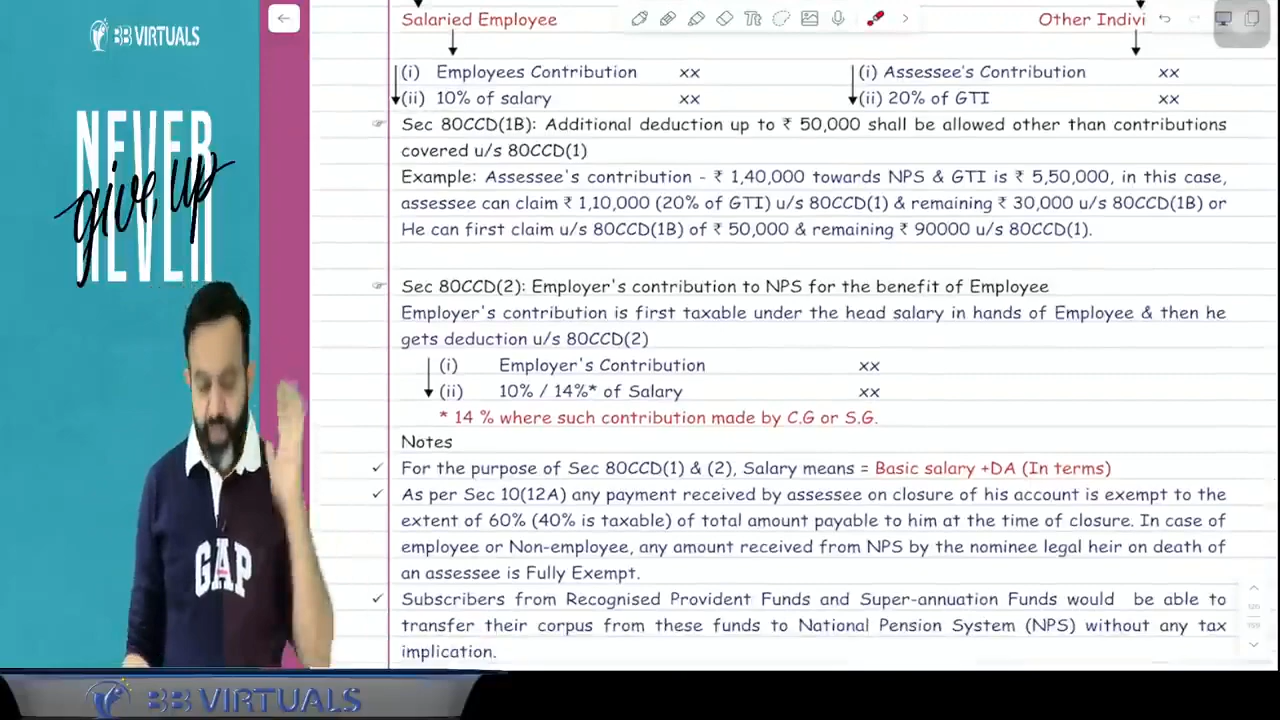 BB VIRTUALS
NEVER
give up
NEVER
GAP
Salaried Employee
Other Indivi
(i) Employees Contribution xx
(i) Assessee's Contribution xx
(ii) 10% of salary xx
(ii) 20% of GTI xx
Sec 80CCD(1B): Additional deduction up to ₹ 50,000 shall be allowed other than contributions
covered u/s 80CCD(1)
Example: Assessee's contribution - ₹ 1,40,000 towards NPS & GTI is ₹ 5,50,000, in this case,
assessee can claim ₹ 1,10,000 (20% of GTI) u/s 80CCD(1) & remaining ₹ 30,000 u/s 80CCD(1B) or
He can first claim u/s 80CCD(1B) of ₹ 50,000 & remaining ₹ 90000 u/s 80CCD(1).
Sec 80CCD(2): Employer's contribution to NPS for the benefit of Employee
Employer's contribution is first taxable under the head salary in hands of Employee & then he
gets deduction u/s 80CCD(2)
(i) Employer's Contribution xx
(ii) 10% / 14%* of Salary xx
* 14 % where such contribution made by C.G or S.G.
Notes
✓ For the purpose of Sec 80CCD(1) & (2), Salary means = Basic salary +DA (In terms)
✓ As per Sec 10(12A) any payment received by assessee on closure of his account is exempt to the
extent of 60% (40% is taxable) of total amount payable to him at the time of closure. In case of
employee or Non-employee, any amount received from NPS by the nominee legal heir on death of
an assessee is Fully Exempt.
✓ Subscribers from Recognised Provident Funds and Super-annuation Funds would be able to
transfer their corpus from these funds to National Pension System (NPS) without any tax
implication.
BB VIRTUALS